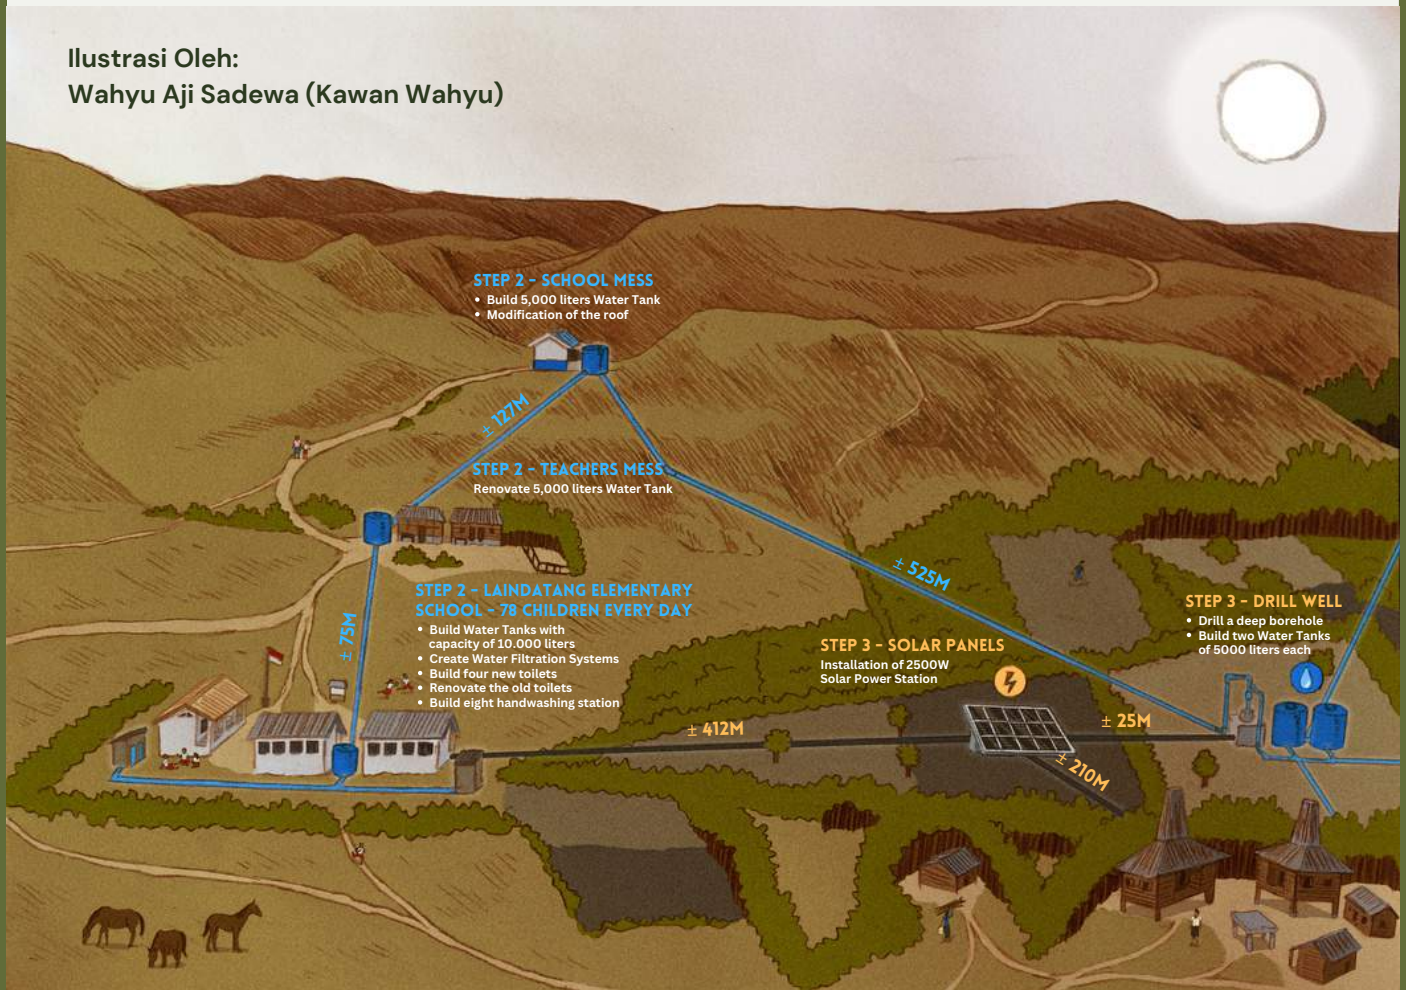 Ilustrasi Oleh:
Wahyu Aji Sadewa (Kawan Wahyu)
STEP 2 - SCHOOL MESS
• Build 5,000 liters Water Tank
• Modification of the roof
± 127M
STEP 2 - TEACHERS MESS
Renovate 5,000 liters Water Tank
± 525M
STEP 2 - LAINDATANG ELEMENTARY
SCHOOL - 78 CHILDREN EVERY DAY
• Build Water Tanks with
capacity of 10.000 liters
• Create Water Filtration Systems
• Build four new toilets
• Renovate the old toilets
• Build eight handwashing station
± 75M
STEP 3 - SOLAR PANELS
Installation of 2500W
Solar Power Station
STEP 3 - DRILL WELL
• Drill a deep borehole
• Build two Water Tanks
of 5000 liters each
± 412M
± 25M
± 210M